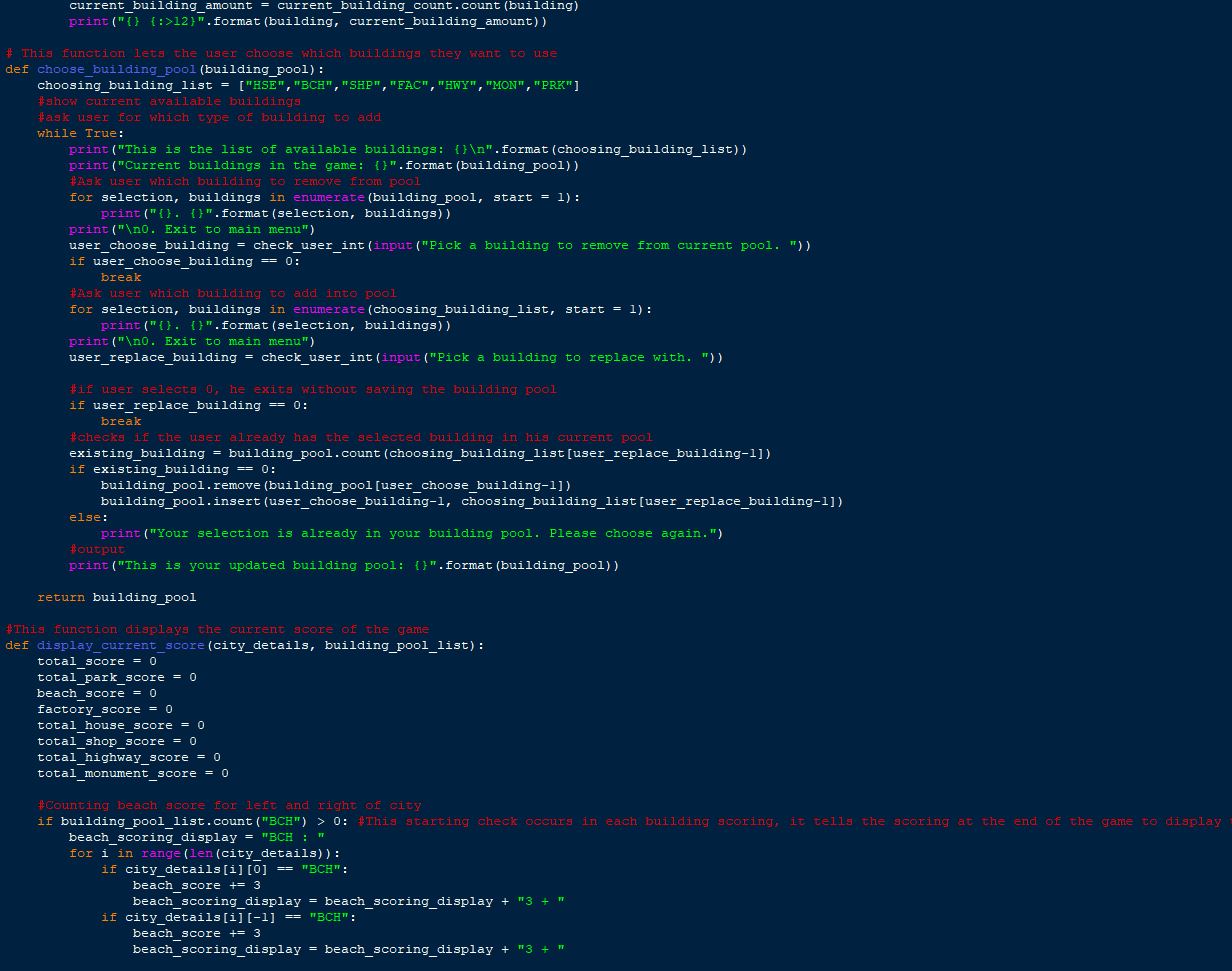 current_building_amount = current_building_count.count(building)
print("{} {:>12}".format(building, current_building_amount))
# This function lets the user choose which buildings they want to use
def choose_building_pool(building_pool):
choosing_building_list = ["HSE","BCH","SHP","FAC","HWY","MON","PRK"]
#show current available buildings
#ask user for which type of building to add
while True:
print("This is the list of available buildings: {}\n".format(choosing_building_list))
print("Current buildings in the game: {}".format(building_pool))
#Ask user which building to remove from pool
for selection, buildings in enumerate(building_pool, start = 1):
print("{}. {}".format(selection, buildings))
print("\n0. Exit to main menu")
user_choose_building = check_user_int(input("Pick a building to remove from current pool. "))
if user_choose_building == 0:
break
#Ask user which building to add into pool
for selection, buildings in enumerate(choosing_building_list, start = 1):
print("{}. {}".format(selection, buildings))
print("\n0. Exit to main menu")
user_replace_building = check_user_int(input("Pick a building to replace with. "))
#if user selects 0, he exits without saving the building pool
if user_replace_building == 0:
break
#checks if the user already has the selected building in his current pool
existing_building = building_pool.count(choosing_building_list[user_replace_building-1])
if existing_building == 0:
building_pool.remove(building_pool[user_choose_building-1])
building_pool.insert(user_choose_building-1, choosing_building_list[user_replace_building-1])
else:
print("Your selection is already in your building pool. Please choose again.")
#output
print("This is your updated building pool: {}".format(building_pool))
return building_pool
#This function displays the current score of the game
def display_current_score(city_details, building_pool_list):
total_score = 0
total_park_score = 0
beach_score = 0
factory_score = 0
total_house_score = 0
total_shop_score = 0
total_highway_score = 0
total_monument_score = 0
#Counting beach score for left and right of city
if building_pool_list.count("BCH") > 0: #This starting check occurs in each building scoring, it tells the scoring at the end of the game to display
beach_scoring_display = "BCH : "
for i in range(len(city_details)):
if city_details[i][0] == "BCH":
beach_score += 3
beach_scoring_display = beach_scoring_display + "3 + "
if city_details[i][-1] == "BCH":
beach_score += 3
beach_scoring_display = beach_scoring_display + "3 + "